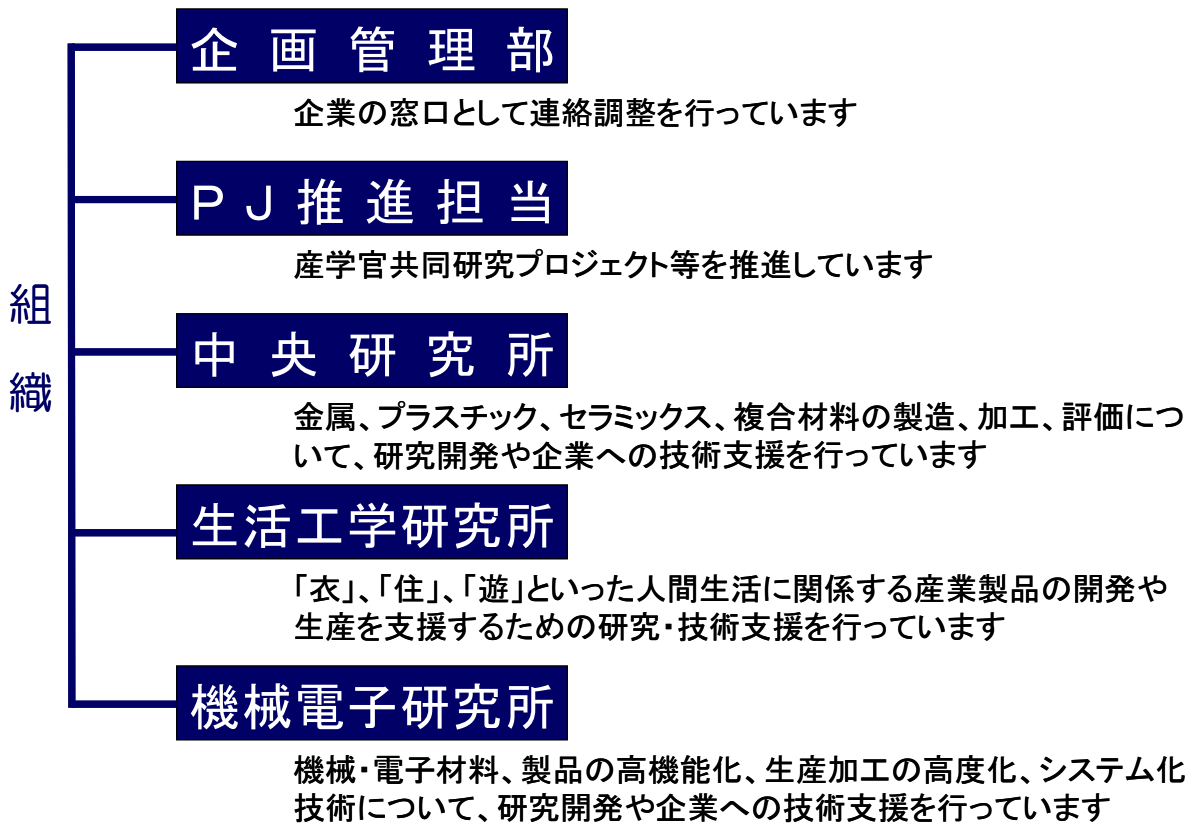 企画管理部
企業の窓口として連絡調整を行っています
ＰＪ推進担当
産学官共同研究プロジェクト等を推進しています
組織
中央研究所
金属、プラスチック、セラミックス、複合材料の製造、加工、評価につ
いて、研究開発や企業への技術支援を行っています
生活工学研究所
「衣」、「住」、「遊」といった人間生活に関係する産業製品の開発や
生産を支援するための研究・技術支援を行っています
機械電子研究所
機械・電子材料、製品の高機能化、生産加工の高度化、システム化
技術について、研究開発や企業への技術支援を行っています